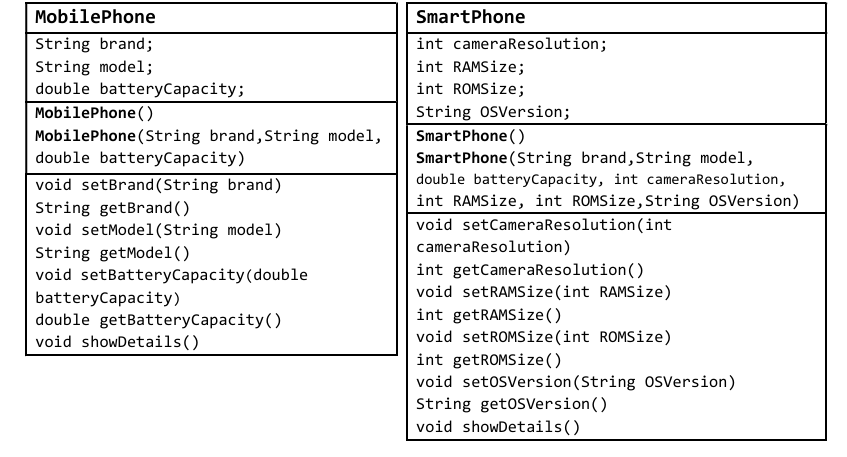 MobilePhone
String brand;
String model;
double batteryCapacity;
MobilePhone()
MobilePhone(String brand,String model,
double batteryCapacity)
void setBrand(String brand)
String getBrand()
void setModel(String model)
String getModel()
void setBatteryCapacity(double
batteryCapacity)
double getBatteryCapacity()
void showDetails()
SmartPhone
int cameraResolution;
int RAMSize;
int ROMSize;
String OSVersion;
SmartPhone()
SmartPhone(String brand,String model,
double batteryCapacity, int cameraResolution,
int RAMSize, int ROMSize,String OSVersion)
void setCameraResolution(int
cameraResolution)
int getCameraResolution()
void setRAMSize(int RAMSize)
int getRAMSize()
void setROMSize(int ROMSize)
int getROMSize()
void setOSVersion(String OSVersion)
String getOSVersion()
void showDetails()